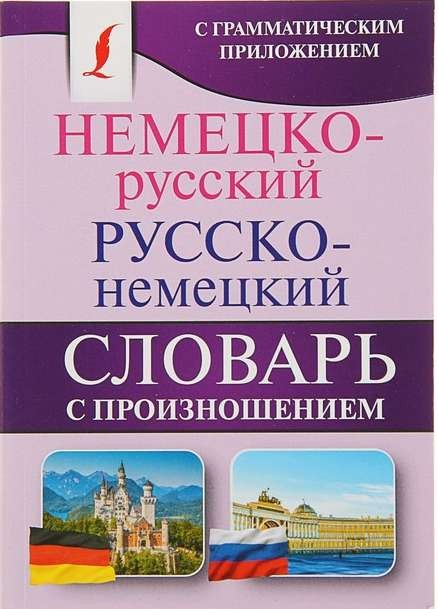 С ГРАММАТИЧЕСКИМ
ПРИЛОЖЕНИЕМ
НЕМЕЦКО-
русский
РУССКО-
немецкий
СЛОВАРЬ
С ПРОИЗНОШЕНИЕМ